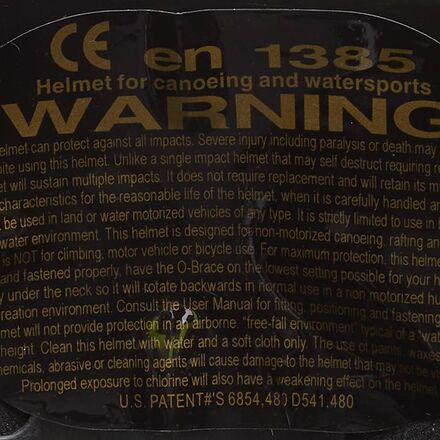 CE en 1385
Helmet for canoeing and watersports
WARNING
elmet can protect against all impacts. Severe injury including paralysis or death may
ite using this helmet. Unlike a single impact helmet that may self destruct requiring
et will sustain multiple impacts. It does not require replacement and will retain its
characteristics for the reasonable life of the helmet, when it is carefully handled an
be used in land or water motorized vehicles of any type. It is strictly limited to use in
water environment. This helmet is designed for non-motorized canoeing, rafting an
is NOT for climbing, motor vehicle or bicycle use. For maximum protection, this helme
and fastened properly, have the O-Brace on the lowest setting possible for your h
y under the neck so it will rotate backwards in normal use in a non motorized hu
reation environment. Consult the User Manual for fitting, positioning and fastening
met will not provide protection in an airborne, "free-fall environment, typical of a "wat
height. Clean this helmet with water and a soft cloth only. The use of paints, waxes
chemicals, abrasive or cleaning agents will cause damage to the helmet that may not be vi
Prolonged exposure to chlorine will also have a weakening effect on the helmet
U.S. PATENT#'S 6854,480 D541,480